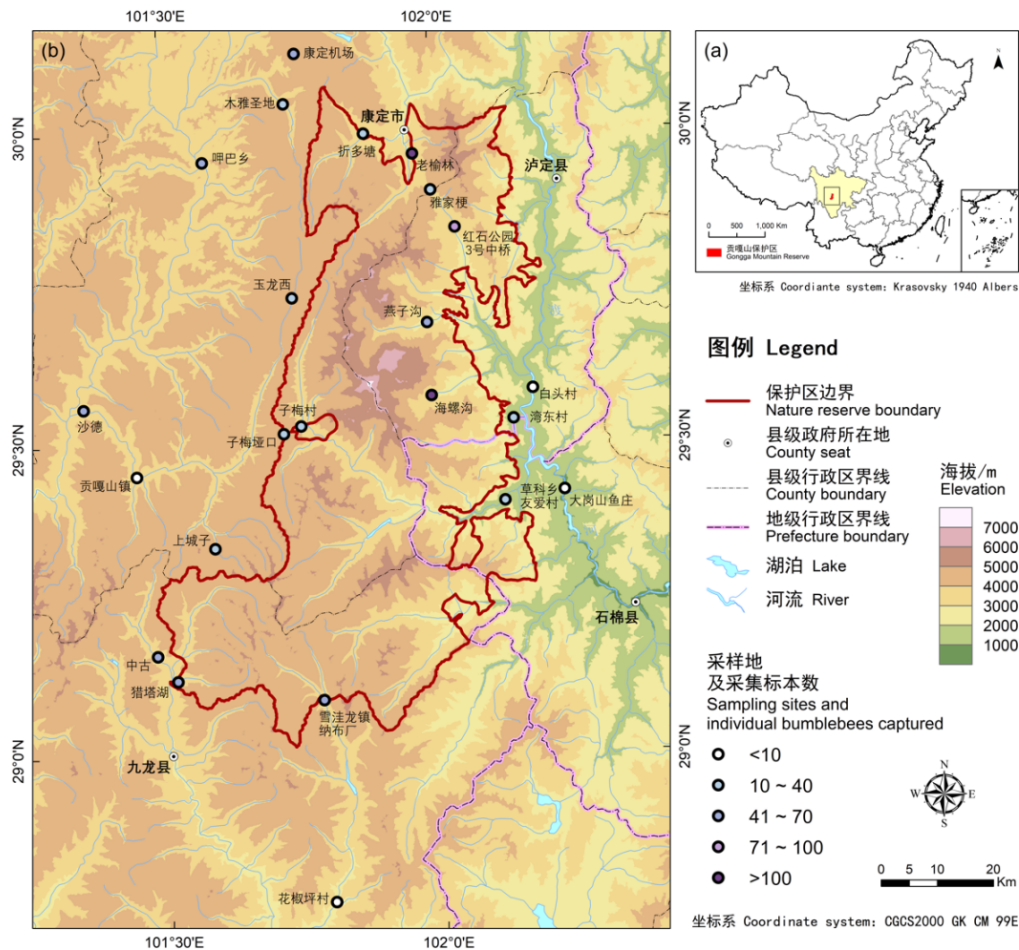 101°30'E
102°0'E
(b)
康定机场
木雅圣地
康定市
折多塘
老榆林
呷巴乡
雅家梗
泸定县
红石公园
3号中桥
玉龙西
燕子沟
海螺沟
白头村
湾东村
子梅村
子梅垭口
沙德
贡嘎山镇
草科乡
友爱村
大岗山鱼庄
上城子
石棉县
中古
猎塔湖
雪洼龙镇
纳布厂
九龙县
花椒坪村
30°0'N
29°30'N
29°0'N
101°30'E
102°0'E
30°0'N
29°30'N
29°0'N
(a)
N
0 500 1,000 Km
贡嘎山保护区
Gongga Mountain Reserve
坐标系 Coordiante system: Krasovsky 1940 Albers
图例 Legend
保护区边界
Nature reserve boundary
县级政府所在地
County seat
县级行政区界线
County boundary
地级行政区界线
Prefecture boundary
湖泊 Lake
河流 River
海拔/m
Elevation
7000
6000
5000
4000
3000
2000
1000
采样地
及采集标本数
Sampling sites and
individual bumblebees captured
<10
10 ~ 40
41 ~ 70
71 ~ 100
>100
N
W E
S
0 5 10 20
Km
坐标系 Coordinate system: CGCS2000 GK CM 99E